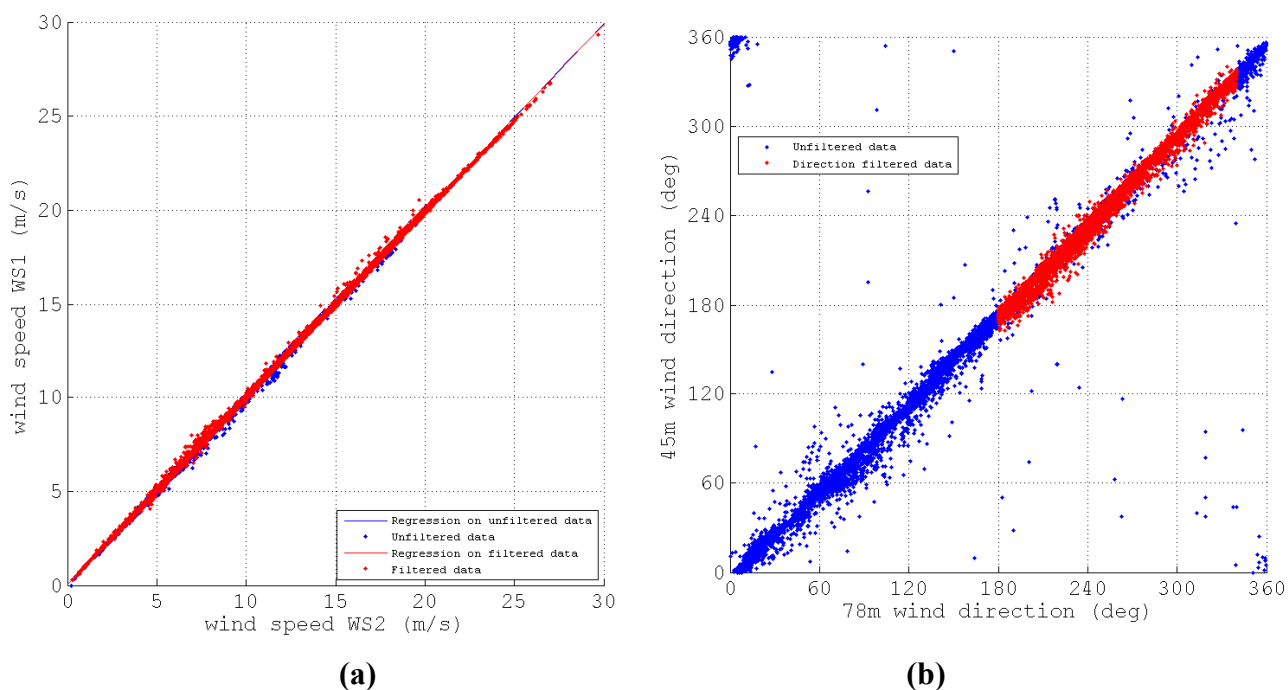 30
25
20
15
10
5
0
0
5
10
15
20
25
30
wind speed WS1 (m/s)
wind speed WS2 (m/s)
Regression on unfiltered data
Unfiltered data
Regression on filtered data
Filtered data
(a)
360
300
240
180
120
60
0
0
60
120
180
240
300
360
45m wind direction (deg)
78m wind direction (deg)
Unfiltered data
Direction filtered data
(b)